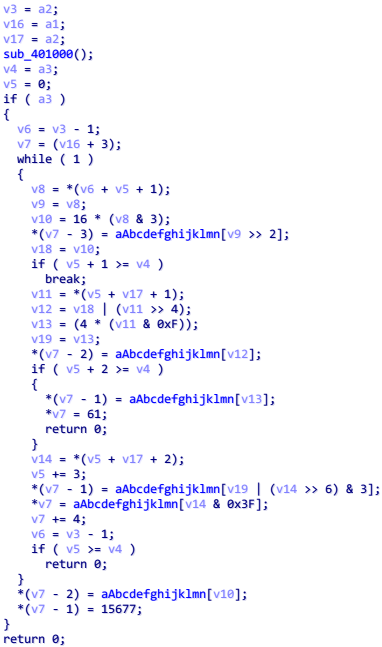 v3 = a2;
v16 = a1;
v17 = a2;
sub_401000();
v4 = a3;
v5 = 0;
if ( a3 )
{
  v6 = v3 - 1;
  v7 = (v16 + 3);
  while ( 1 )
  {
    v8 = *(v6 + v5 + 1);
    v9 = v8;
    v10 = 16 * (v8 & 3);
    *(v7 - 3) = aAbcdefghijklmn[v9 >> 2];
    v18 = v10;
    if ( v5 + 1 >= v4 )
      break;
    v11 = *(v5 + v17 + 1);
    v12 = v18 | (v11 >> 4);
    v13 = (4 * (v11 & 0xF));
    v19 = v13;
    *(v7 - 2) = aAbcdefghijklmn[v12];
    if ( v5 + 2 >= v4 )
    {
      *(v7 - 1) = aAbcdefghijklmn[v13];
      *v7 = 61;
      return 0;
    }
    v14 = *(v5 + v17 + 2);
    v5 += 3;
    *(v7 - 1) = aAbcdefghijklmn[v19 | (v14 >> 6) & 3];
    *v7 = aAbcdefghijklmn[v14 & 0x3F];
    v7 += 4;
    v6 = v3 - 1;
    if ( v5 >= v4 )
      return 0;
  }
  *(v7 - 2) = aAbcdefghijklmn[v10];
  *(v7 - 1) = 15677;
}
return 0;